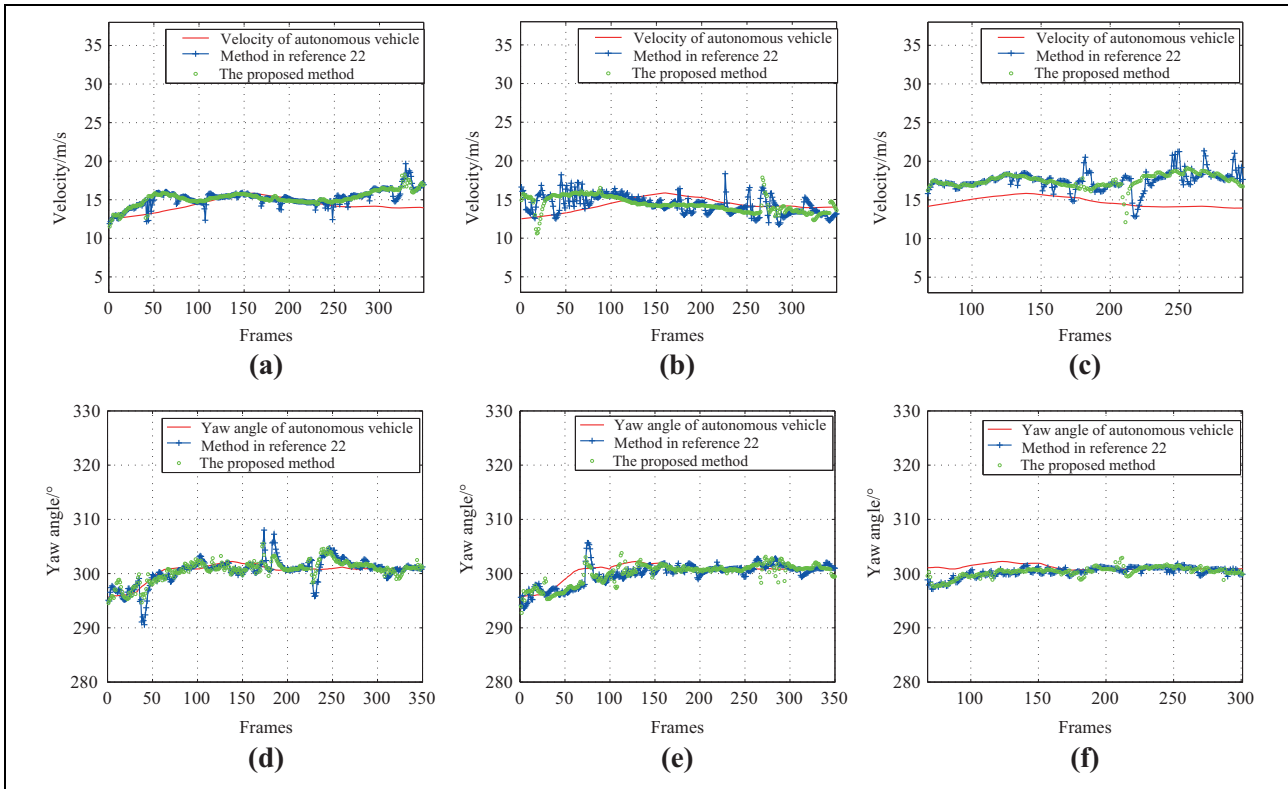 35
30
25
20
15
10
5
Velocity/m/s
Velocity of autonomous vehicle
Method in reference 22
The proposed method
0 50 100 150 200 250 300
Frames
(a)
35
30
25
20
15
10
5
Velocity/m/s
Velocity of autonomous vehicle
Method in reference 22
The proposed method
0 50 100 150 200 250 300 350
Frames
(b)
35
30
25
20
15
10
5
Velocity/m/s
Velocity of autonomous vehicle
Method in reference 22
The proposed method
100 150 200 250
Frames
(c)
330
320
310
300
290
280
Yaw angle/°
Yaw angle of autonomous vehicle
Method in reference 22
The proposed method
0 50 100 150 200 250 300 350
Frames
(d)
330
320
310
300
290
280
Yaw angle/°
Yaw angle of autonomous vehicle
Method in reference 22
The proposed method
0 50 100 150 200 250 300 350
Frames
(e)
330
320
310
300
290
280
Yaw angle/°
Yaw angle of autonomous vehicle
Method in reference 22
The proposed method
100 150 200 250 300
Frames
(f)